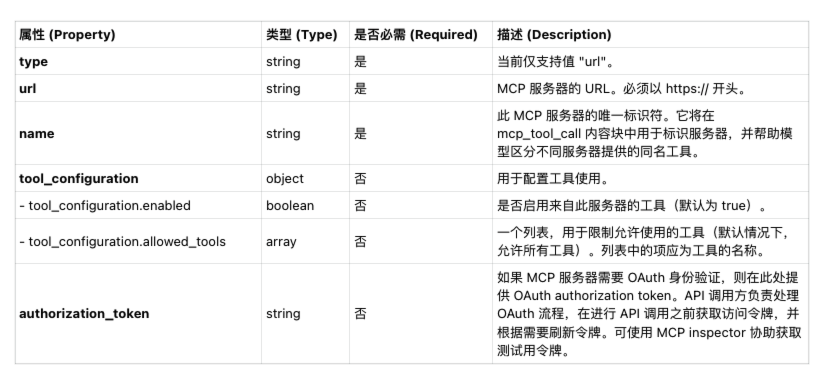 属性 (Property) 类型 (Type) 是否必需 (Required) 描述 (Description)
type string 是 当前仅支持值 "url"。
url string 是 MCP 服务器的 URL。必须以 https:// 开头。
name string 是 此 MCP 服务器的唯一标识符。它将在
mcp_tool_call 内容块中用于标识服务器，并帮助模
型区分不同服务器提供的同名工具。
tool_configuration object 否 用于配置工具使用。
- tool_configuration.enabled boolean 否 是否启用来自此服务器的工具（默认为 true）。
- tool_configuration.allowed_tools array 否 一个列表，用于限制允许使用的工具（默认情况下，
允许所有工具）。列表中的项应为工具的名称。
authorization_token string 否 如果 MCP 服务器需要 OAuth 身份验证，则在此处提
供 OAuth authorization token。API 调用方负责处理
OAuth 流程，在进行 API 调用之前获取访问令牌，并
根据需要刷新令牌。可使用 MCP inspector 协助获取
测试用令牌。